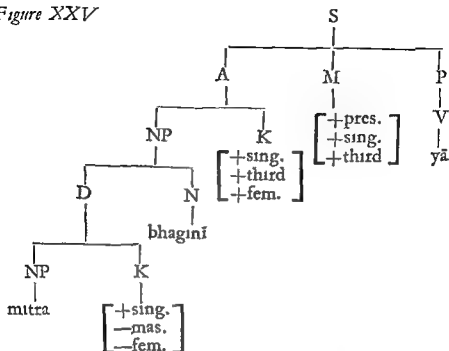 Figure XXV
S
A M P
NP K [+sing. +third +fem.] [+pres. +sing. +third] V
yā
D N
bhaginī
NP K
mitra [+sing. −mas. −fem.]